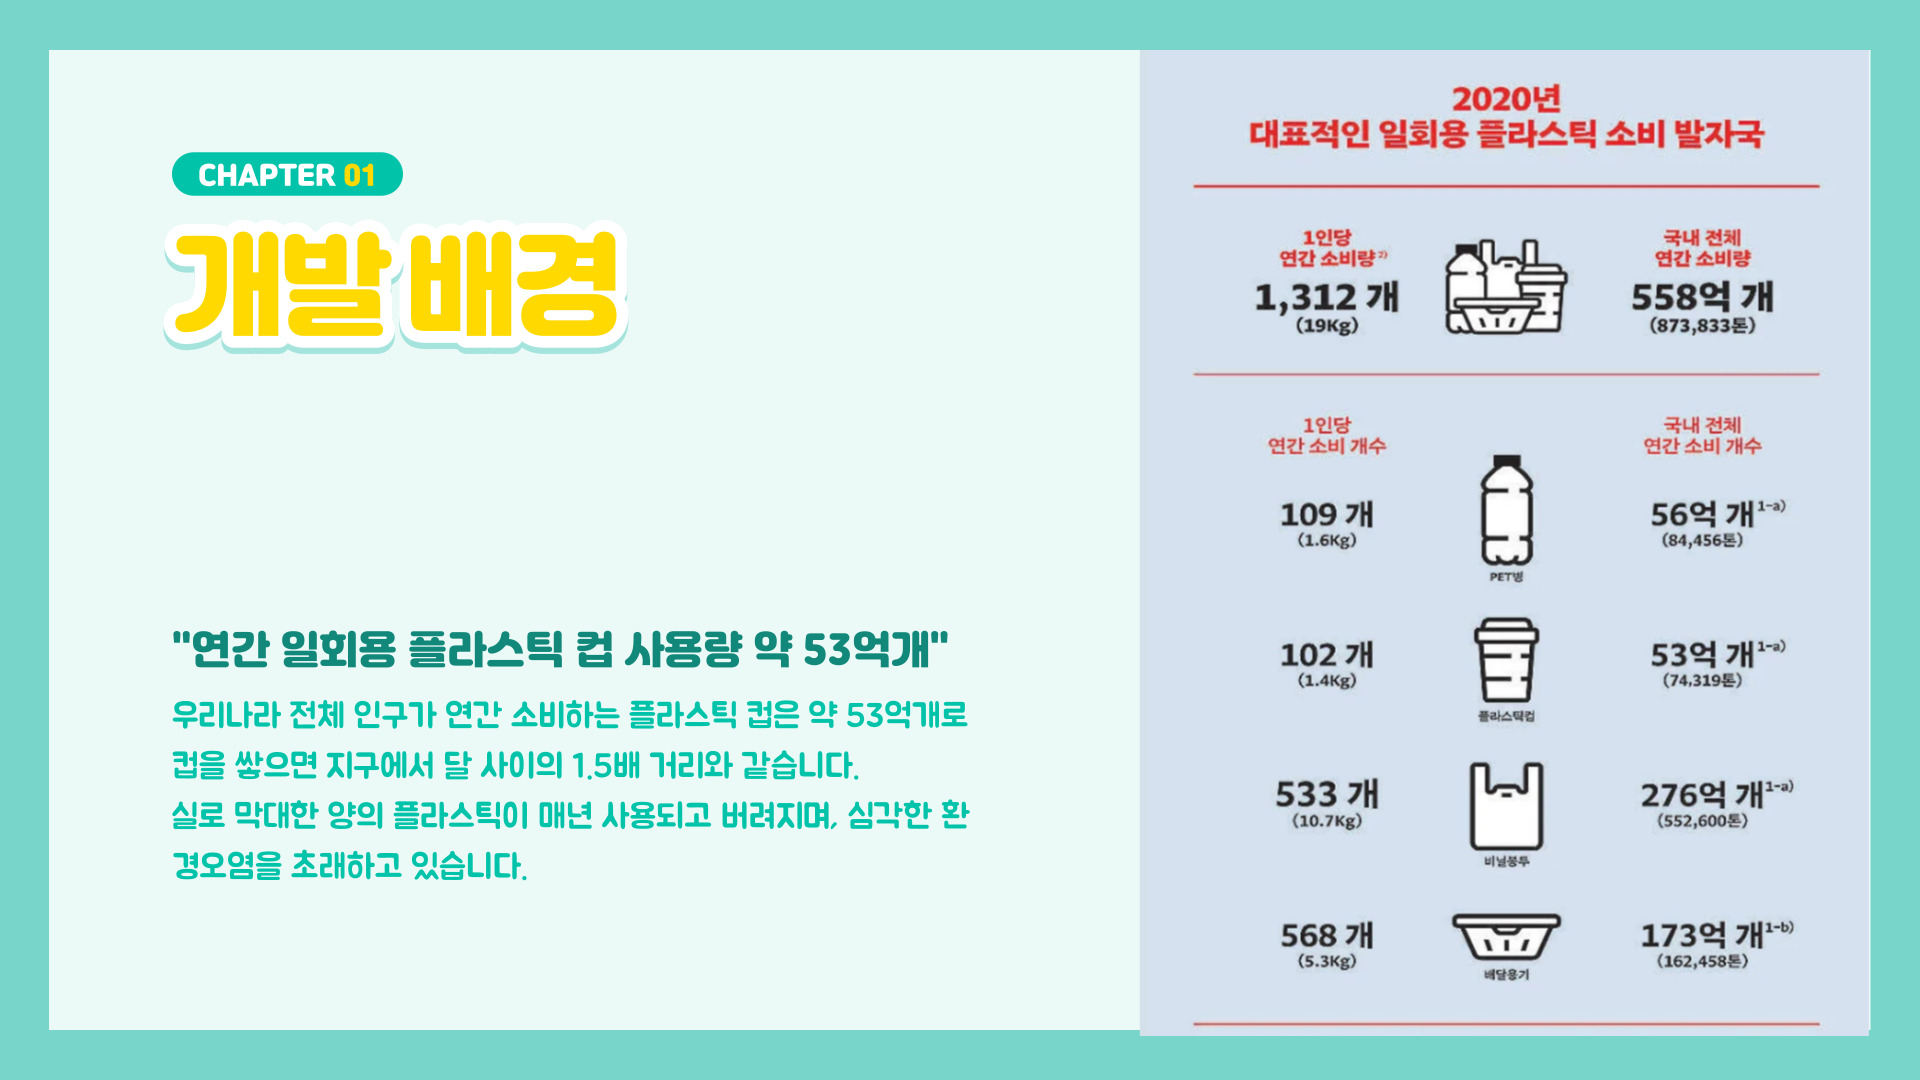 CHAPTER 01
개발 배경
"연간 일회용 플라스틱 컵 사용량 약 53억개"
우리나라 전체 인구가 연간 소비하는 플라스틱 컵은 약 53억개로
컵을 쌓으면 지구에서 달 사이의 1.5배 거리와 같습니다.
실로 막대한 양의 플라스틱이 매년 사용되고 버려지며, 심각한 환
경오염을 초래하고 있습니다.
2020년
대표적인 일회용 플라스틱 소비 발자국
1인당
연간 소비량2)
1,312 개
(19Kg)
국내 전체
연간 소비량
558억 개
(873,833톤)
1인당
연간 소비 개수
국내 전체
연간 소비 개수
109 개
(1.6Kg)
PET병
56억 개1-a)
(84,456톤)
102 개
(1.4Kg)
플라스틱컵
53억 개1-a)
(74,319톤)
533 개
(10.7Kg)
비닐봉투
276억 개1-a)
(552,600톤)
568 개
(5.3Kg)
배달용기
173억 개1-b)
(162,458톤)